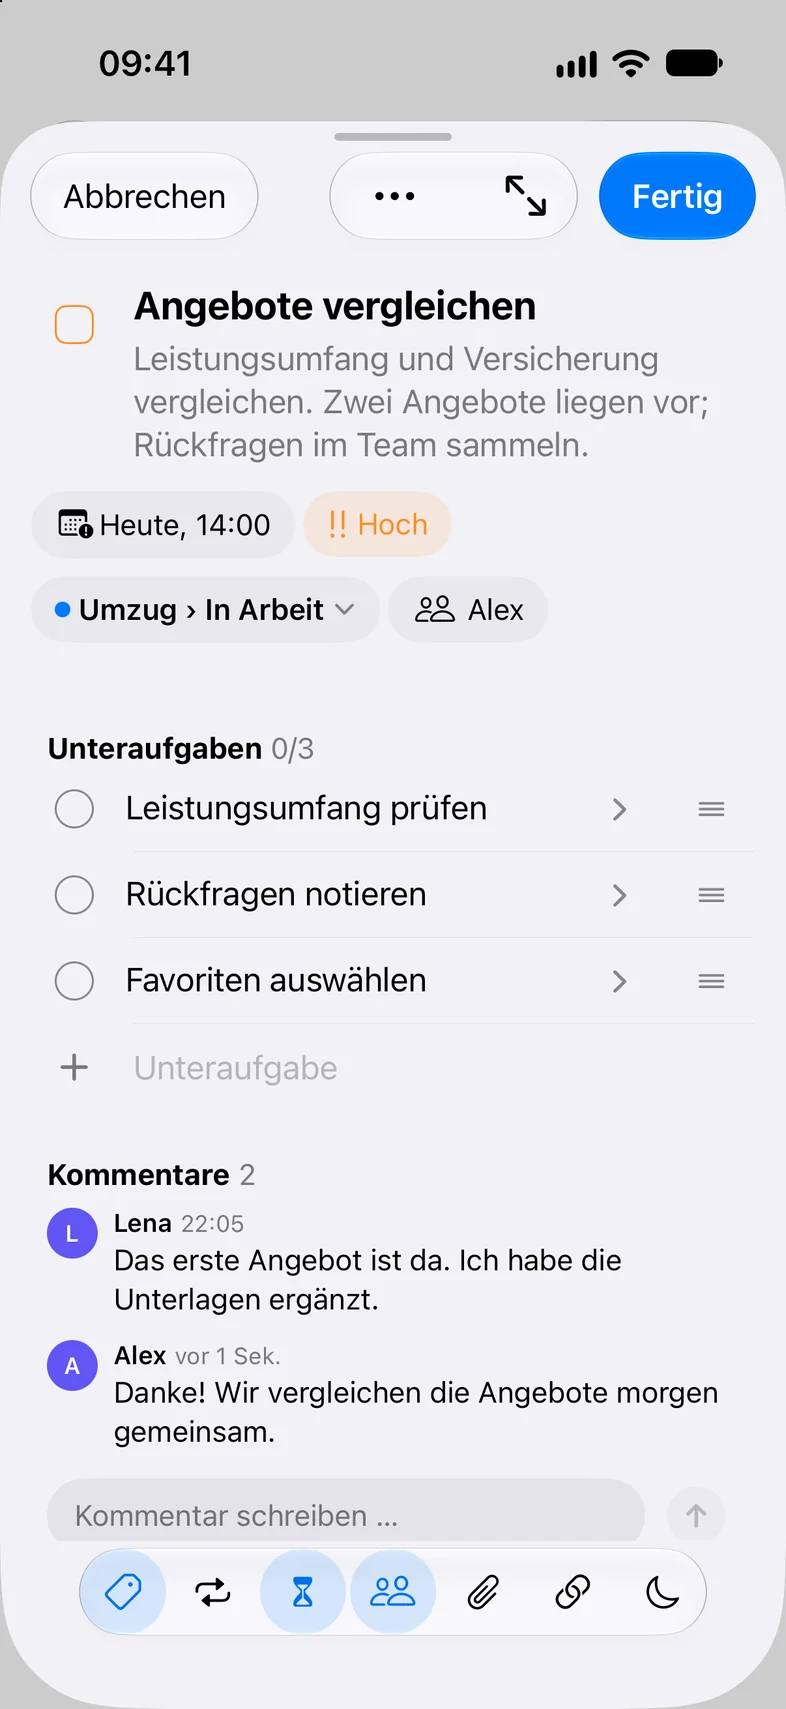 09:41
Abbrechen
Fertig
Angebote vergleichen
Leistungsumfang und Versicherung
vergleichen. Zwei Angebote liegen vor;
Rückfragen im Team sammeln.
Heute, 14:00
!! Hoch
Umzug › In Arbeit
Alex
Unteraufgaben 0/3
Leistungsumfang prüfen
Rückfragen notieren
Favoriten auswählen
Unteraufgabe
Kommentare 2
L
Lena 22:05
Das erste Angebot ist da. Ich habe die
Unterlagen ergänzt.
A
Alex vor 1 Sek.
Danke! Wir vergleichen die Angebote morgen
gemeinsam.
Kommentar schreiben ...